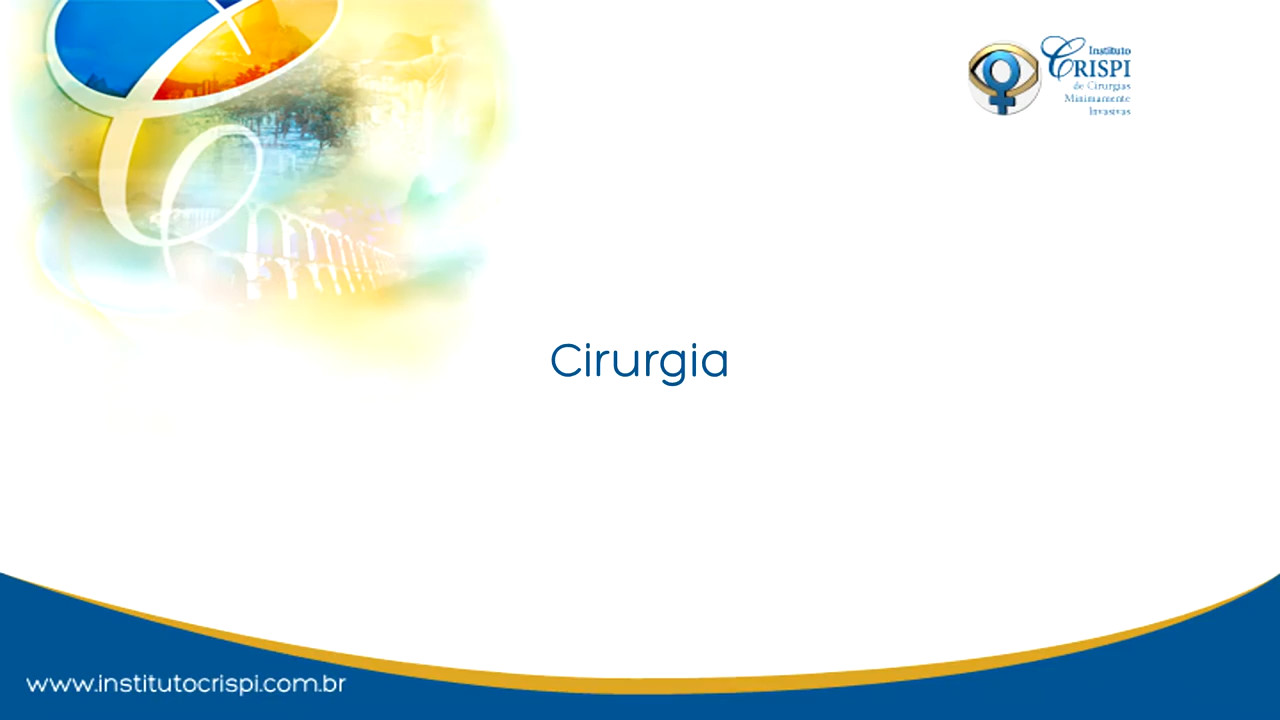 Instituto
CRISPI
de Cirurgias
Minimamente
Invasivas
Cirurgia
www.institutocrispi.com.br